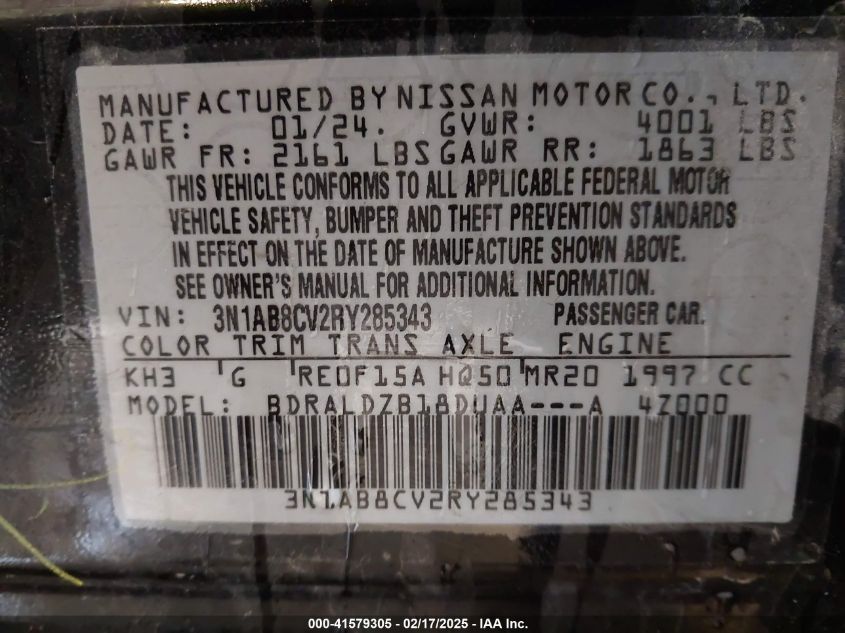 MANUFACTURED BY NISSAN MOTOR CO., LTD.
DATE: 01/24. GVWR: 4001 LBS
GAWR FR: 2161 LBS GAWR RR: 1863 LBS
THIS VEHICLE CONFORMS TO ALL APPLICABLE FEDERAL MOTOR
VEHICLE SAFETY, BUMPER AND THEFT PREVENTION STANDARDS
IN EFFECT ON THE DATE OF MANUFACTURE SHOWN ABOVE.
SEE OWNER'S MANUAL FOR ADDITIONAL INFORMATION.
VIN: 3N1AB8CV2RY285343 PASSENGER CAR.
COLOR TRIM TRANS AXLE ENGINE
KH3 G RE0F15A HQ50 MR20 1997 CC
MODEL: BDRALDZB18DUAA---A 4Z000
3N1AB8CV2RY285343
000-41579305 - 02/17/2025 - IAA Inc.